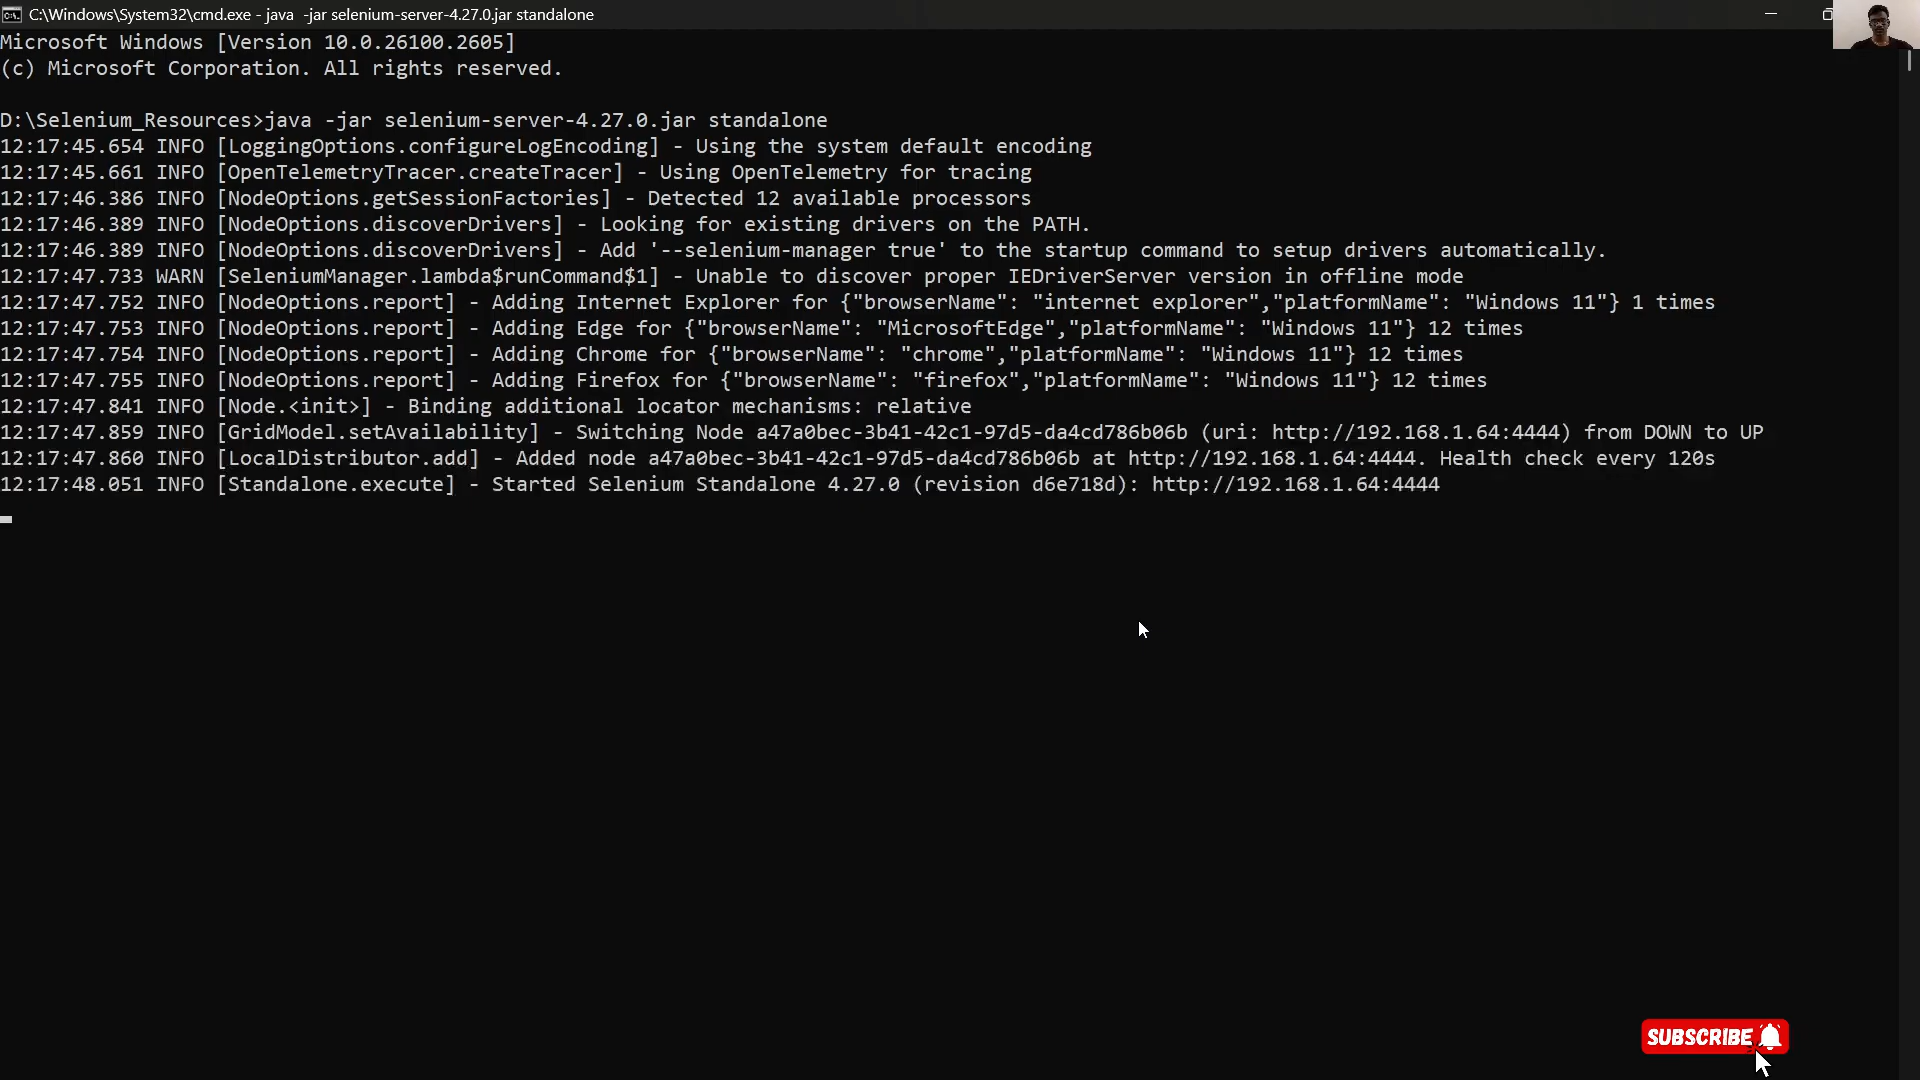 C:\Windows\System32\cmd.exe - java  -jar selenium-server-4.27.0.jar standalone
Microsoft Windows [Version 10.0.26100.2605]
(c) Microsoft Corporation. All rights reserved.
D:\Selenium_Resources>java -jar selenium-server-4.27.0.jar standalone
12:17:45.654 INFO [LoggingOptions.configureLogEncoding] - Using the system default encoding
12:17:45.661 INFO [OpenTelemetryTracer.createTracer] - Using OpenTelemetry for tracing
12:17:46.386 INFO [NodeOptions.getSessionFactories] - Detected 12 available processors
12:17:46.389 INFO [NodeOptions.discoverDrivers] - Looking for existing drivers on the PATH.
12:17:46.389 INFO [NodeOptions.discoverDrivers] - Add '--selenium-manager true' to the startup command to setup drivers automatically.
12:17:47.733 WARN [SeleniumManager.lambda$runCommand$1] - Unable to discover proper IEDriverServer version in offline mode
12:17:47.752 INFO [NodeOptions.report] - Adding Internet Explorer for {"browserName": "internet explorer","platformName": "Windows 11"} 1 times
12:17:47.753 INFO [NodeOptions.report] - Adding Edge for {"browserName": "MicrosoftEdge","platformName": "Windows 11"} 12 times
12:17:47.754 INFO [NodeOptions.report] - Adding Chrome for {"browserName": "chrome","platformName": "Windows 11"} 12 times
12:17:47.755 INFO [NodeOptions.report] - Adding Firefox for {"browserName": "firefox","platformName": "Windows 11"} 12 times
12:17:47.841 INFO [Node.<init>] - Binding additional locator mechanisms: relative
12:17:47.859 INFO [GridModel.setAvailability] - Switching Node a47a0bec-3b41-42c1-97d5-da4cd786b06b (uri: http://192.168.1.64:4444) from DOWN to UP
12:17:47.860 INFO [LocalDistributor.add] - Added node a47a0bec-3b41-42c1-97d5-da4cd786b06b at http://192.168.1.64:4444. Health check every 120s
12:17:48.051 INFO [Standalone.execute] - Started Selenium Standalone 4.27.0 (revision d6e718d): http://192.168.1.64:4444
SUBSCRIBE